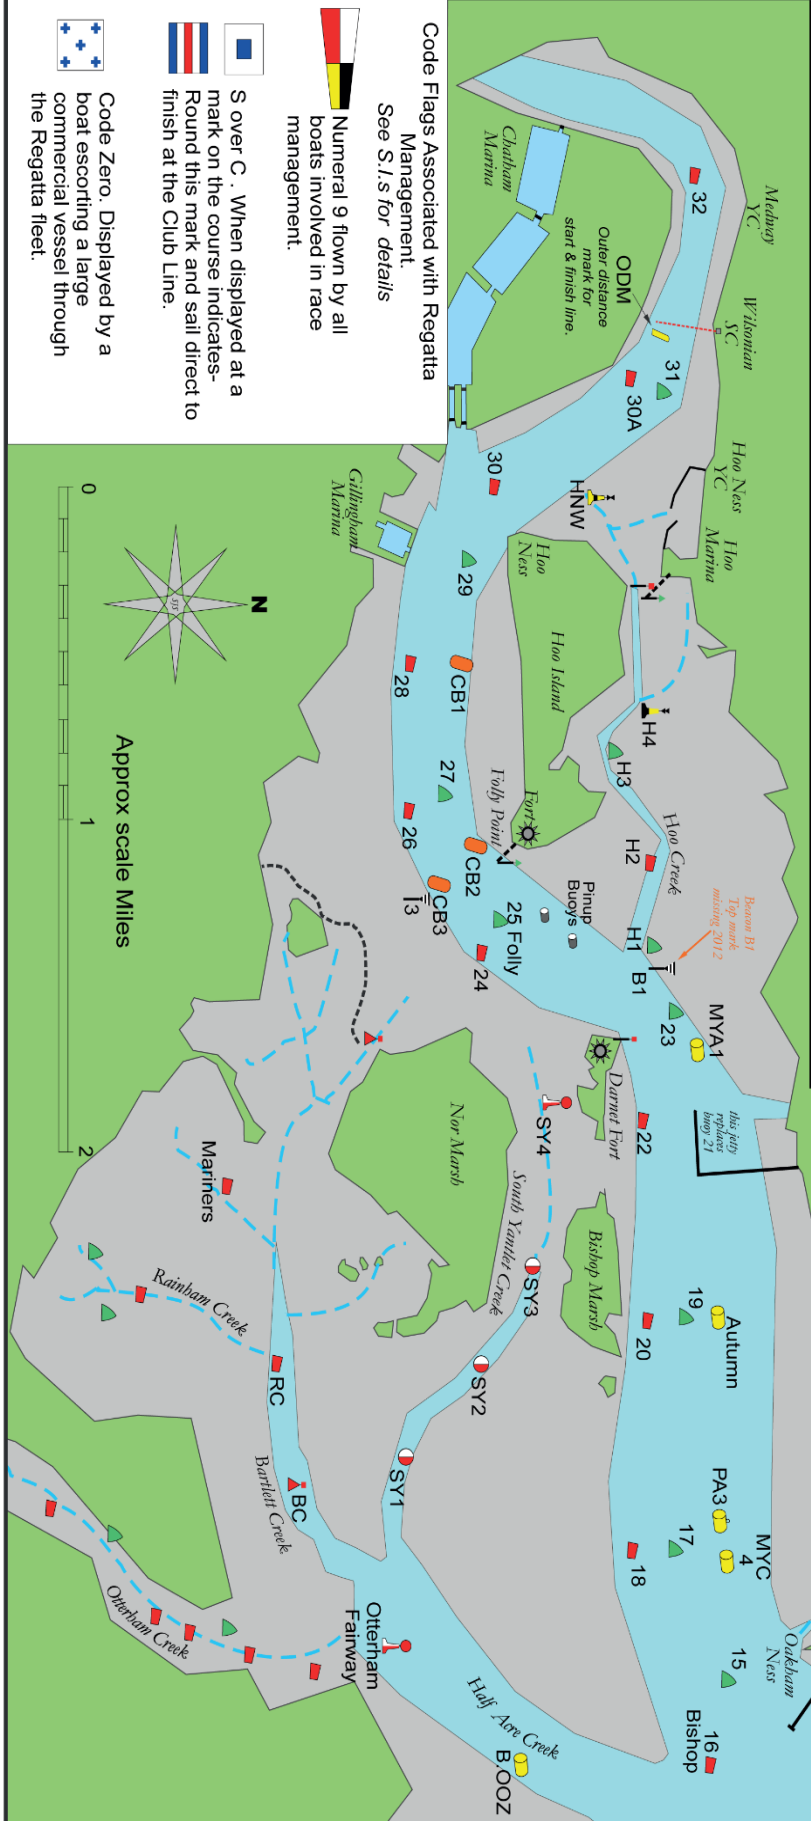 Code Flags Associated with Regatta
Management.
See S.I.s for details
Numeral 9 flown by all
boats involved in race
management.
S over C . When displayed at a
mark on the course indicates-
Round this mark and sail direct to
finish at the Club Line.
Code Zero. Displayed by a
boat escorting a large
commercial vessel through
the Regatta fleet.
Medway
YC
Wilsonian
SC
Hoo Ness
YC
Hoo
Marina
Chatham
Marina
32
ODM
Outer distance
mark for
start & finish line.
31
30A
30
HNW
Gillingham
Marina
29
Hoo
Ness
Hoo Island
28
CB1
H4
H3
27
Folly Point
Fort
26
CB2
Hoo Creek
H2
CB3
13
25 Folly
Pinup
Buoys
24
H1
B1
Beacon B1
Top mark
missing 2012
23
MYA1
this jetty
replaces
buoy 21
Darnet Fort
22
Nor Marsh
SY4
South Yantlet Creek
Bishop Marsh
SY3
Mariners
Rainham Creek
19
Autumn
20
SY2
RC
SY1
BC
Bartlett Creek
PA3
MYC
4
17
18
Otterham Creek
Otterham
Fairway
Oakham
Ness
15
16
Bishop
Half Acre Creek
B.OOZ
N
SJS
0
1
2
Approx scale Miles